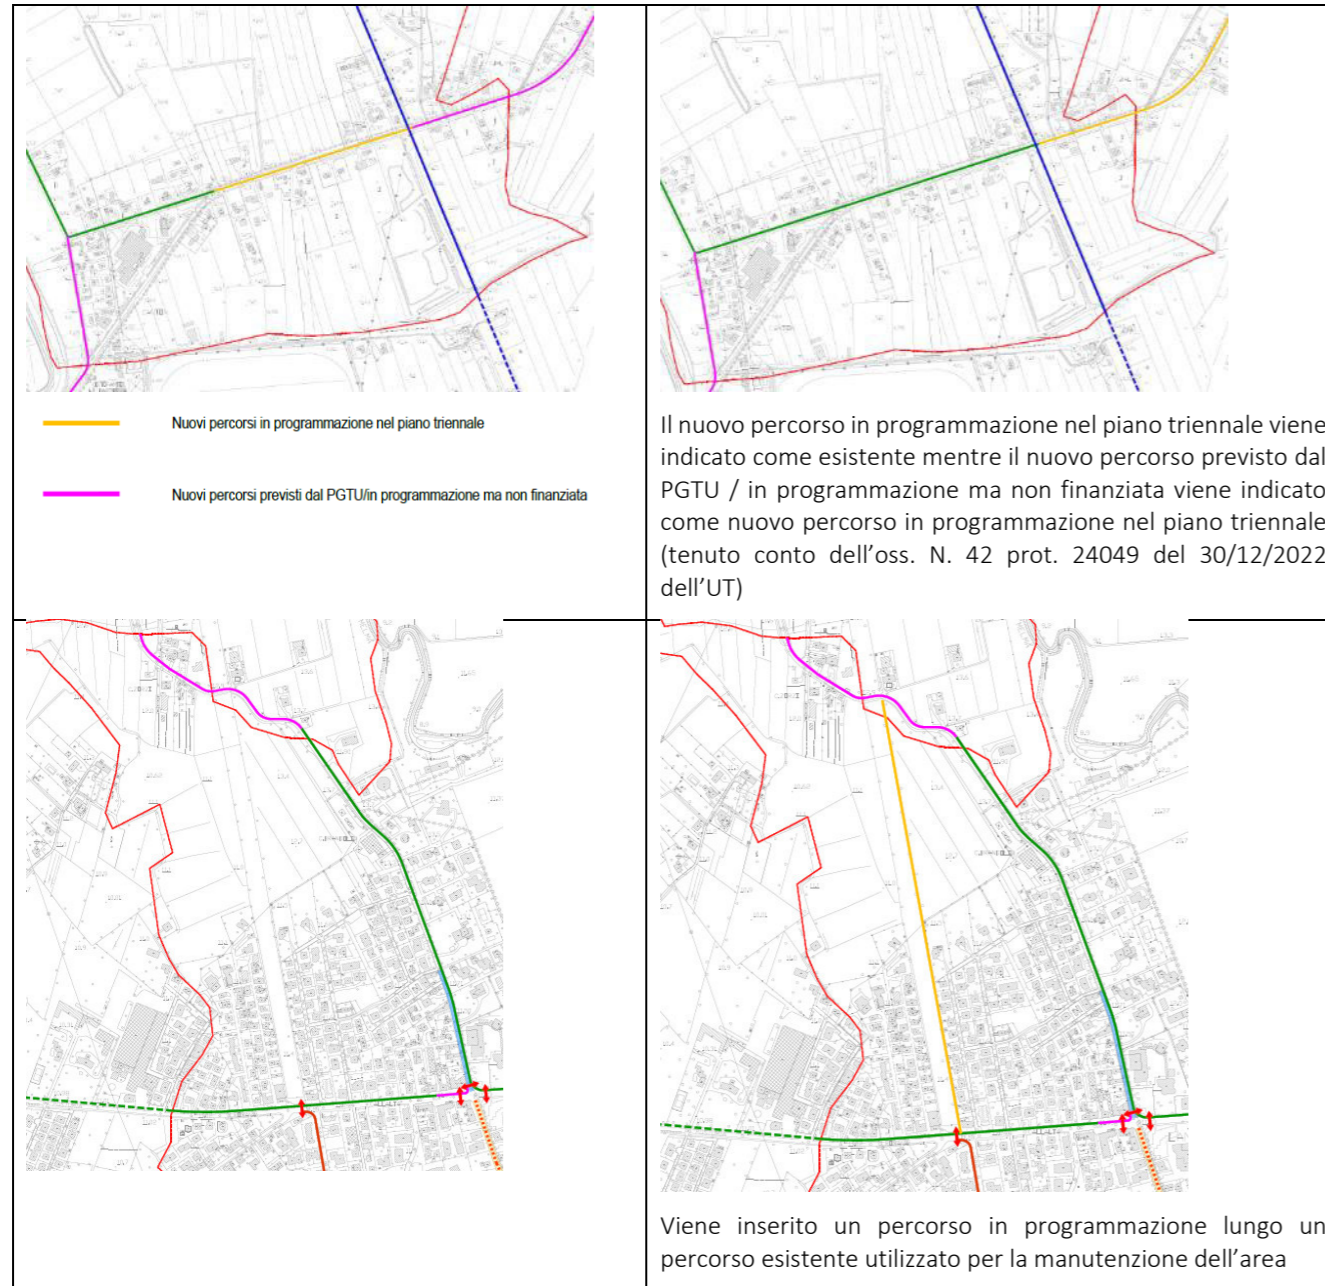 Nuovi percorsi in programmazione nel piano triennale
Nuovi percorsi previsti dal PGTU/in programmazione ma non finanziata
Il nuovo percorso in programmazione nel piano triennale viene
indicato come esistente mentre il nuovo percorso previsto dal
PGTU / in programmazione ma non finanziata viene indicato
come nuovo percorso in programmazione nel piano triennale
(tenuto conto dell’oss. N. 42 prot. 24049 del 30/12/2022
dell’UT)
Viene inserito un percorso in programmazione lungo un
percorso esistente utilizzato per la manutenzione dell’area